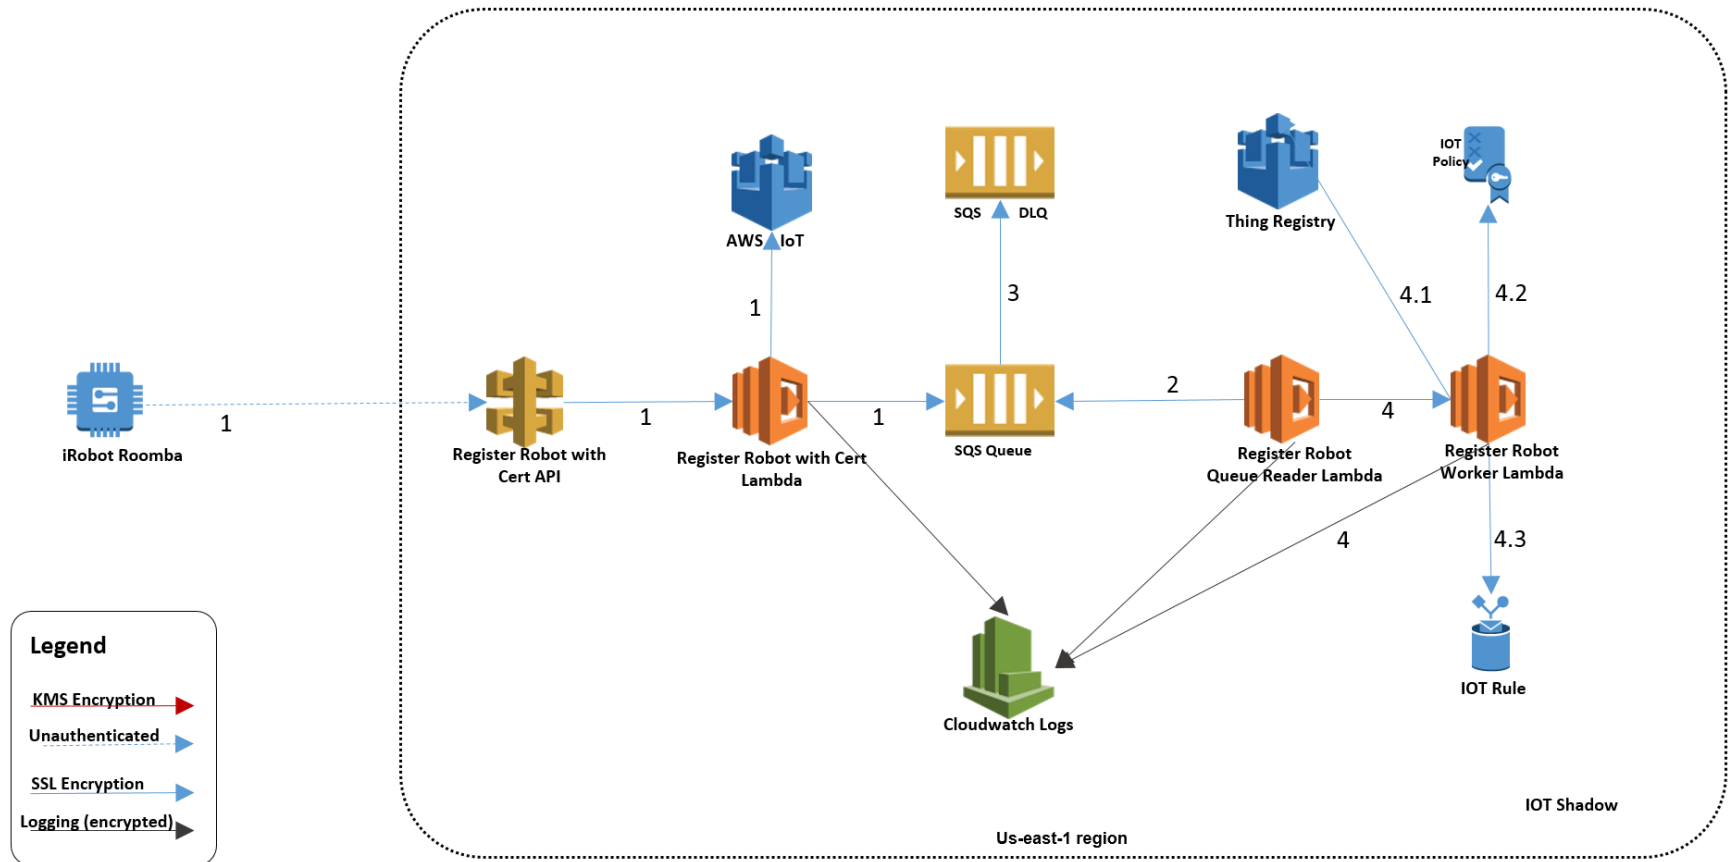 IOT
Policy
SQS DLQ
Thing Registry
AWS IoT
1
3
4.1
4.2
1
1
1
2
4
iRobot Roomba
Register Robot with
Cert API
Register Robot with Cert
Lambda
SQS Queue
Register Robot
Queue Reader Lambda
Register Robot
Worker Lambda
4
4.3
Cloudwatch Logs
IOT Rule
Legend
KMS Encryption
Unauthenticated
SSL Encryption
Logging (encrypted)
IOT Shadow
Us-east-1 region